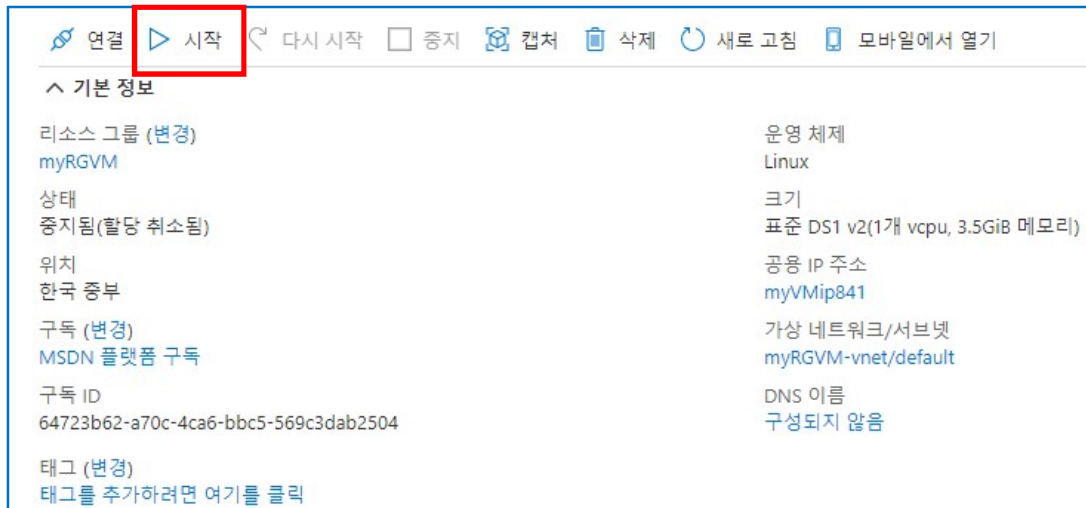 연결 시작 다시 시작 중지 캡처 삭제 새로 고침 모바일에서 열기
기본 정보
리소스 그룹 (변경)
myRGVM
상태
중지됨(할당 취소됨)
위치
한국 중부
구독 (변경)
MSDN 플랫폼 구독
구독 ID
64723b62-a70c-4ca6-bbc5-569c3dab2504
태그 (변경)
태그를 추가하려면 여기를 클릭
운영 체제
Linux
크기
표준 DS1 v2(1개 vcpu, 3.5GiB 메모리)
공용 IP 주소
myVMip841
가상 네트워크/서브넷
myRGVM-vnet/default
DNS 이름
구성되지 않음